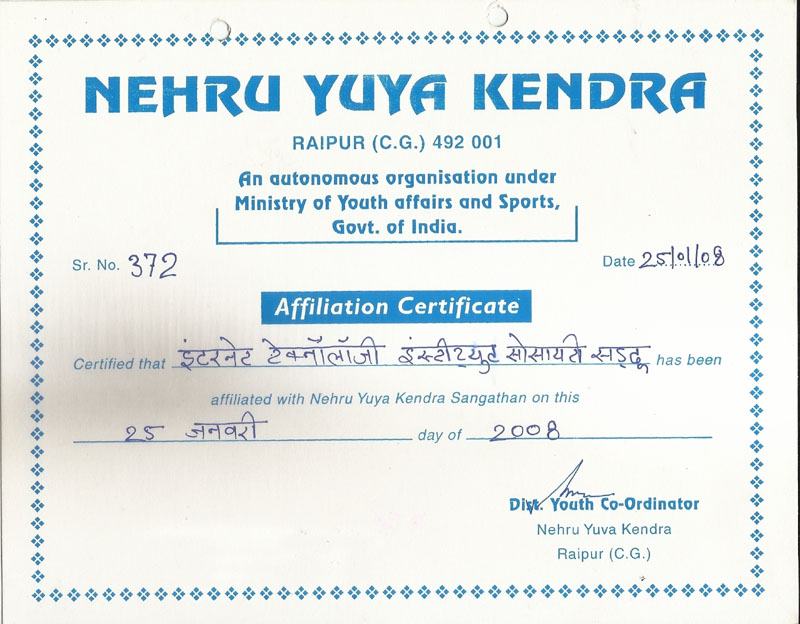 NEHRU YUYA KENDRA
RAIPUR (C.G.) 492 001
An autonomous organisation under
Ministry of Youth affairs and Sports,
Govt. of India.
Sr. No. 372 Date 25/01/08
Affiliation Certificate
Certified that इंटरनेट टेक्नॉलॉजी इंस्टीट्युट सोसायटी सड्ढू has been
affiliated with Nehru Yuya Kendra Sangathan on this
25 जनवरी day of 2008
Dist. Youth Co-Ordinator
Nehru Yuva Kendra
Raipur (C.G.)